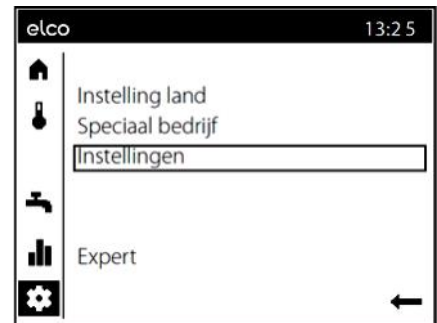 elco 13:25
Instelling land
Speciaal bedrijf
Instellingen
Expert